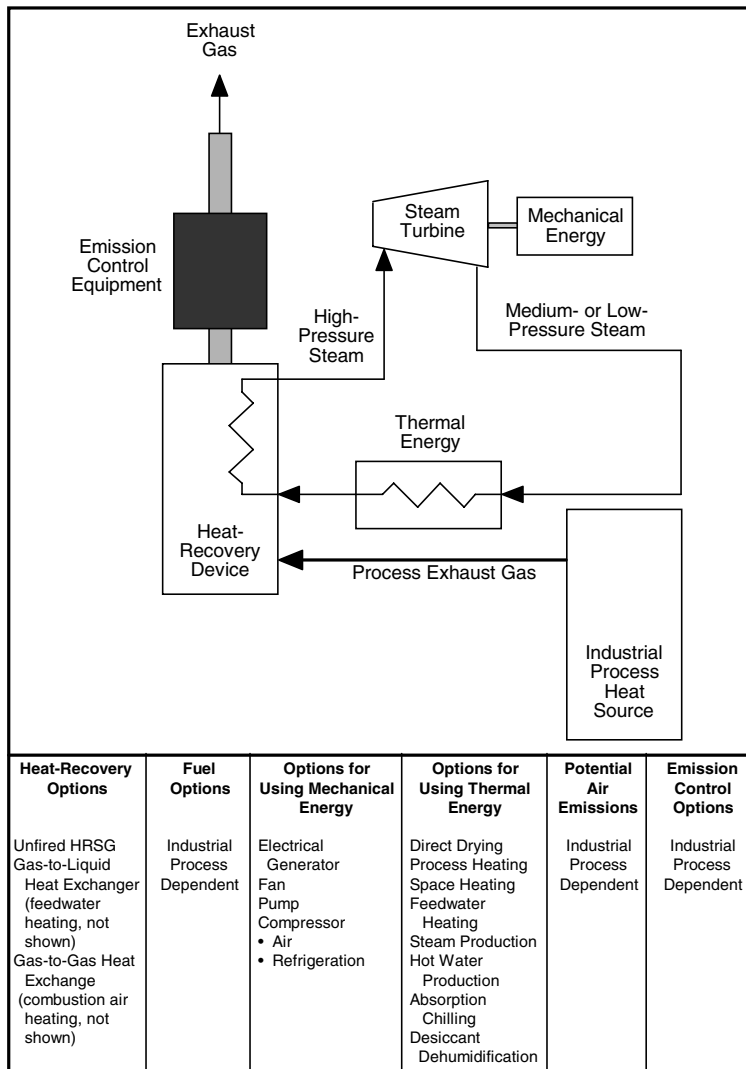 Exhaust
Gas
Steam
Turbine
Mechanical
Energy
Emission
Control
Equipment
High-
Pressure
Steam
Medium- or Low-
Pressure Steam
Thermal
Energy
Heat-
Recovery
Device
Process Exhaust Gas
Industrial
Process
Heat
Source
Heat-Recovery
Options
Unfired HRSG
Gas-to-Liquid
Heat Exchanger
(feedwater
heating, not
shown)
Gas-to-Gas Heat
Exchange
(combustion air
heating, not
shown)
Fuel
Options
Industrial
Process
Dependent
Options for
Using Mechanical
Energy
Electrical
Generator
Fan
Pump
Compressor
• Air
• Refrigeration
Options for
Using Thermal
Energy
Direct Drying
Process Heating
Space Heating
Feedwater
Heating
Steam Production
Hot Water
Production
Absorption
Chilling
Desiccant
Dehumidification
Potential
Air
Emissions
Industrial
Process
Dependent
Emission
Control
Options
Industrial
Process
Dependent